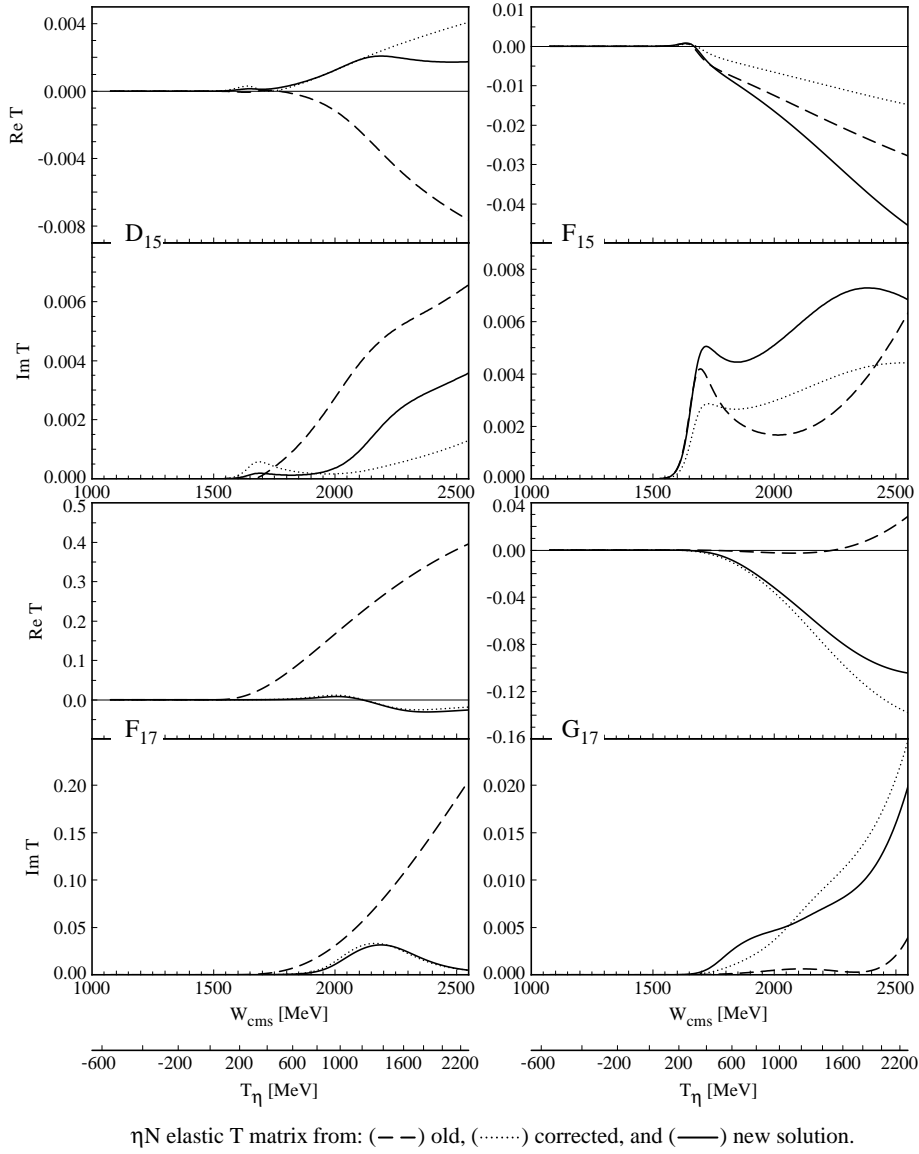 0.004
0.000
-0.004
-0.008
Re T
D15
0.01
0.00
-0.01
-0.02
-0.03
-0.04
F15
0.006
0.004
0.002
0.000
Im T
1000 1500 2000 2500
0.008
0.006
0.004
0.002
0.000
1000 1500 2000 2500
0.5
0.4
0.3
0.2
0.1
0.0
Re T
F17
0.04
0.00
-0.04
-0.08
-0.12
-0.16
G17
0.20
0.15
0.10
0.05
0.00
Im T
1000 1500 2000 2500
Wcms [MeV]
0.020
0.015
0.010
0.005
0.000
1000 1500 2000 2500
Wcms [MeV]
-600 -200 200 600 1000 1600 2200
Tη [MeV]
-600 -200 200 600 1000 1600 2200
Tη [MeV]
ηN elastic T matrix from: (– –) old, (········) corrected, and (——) new solution.